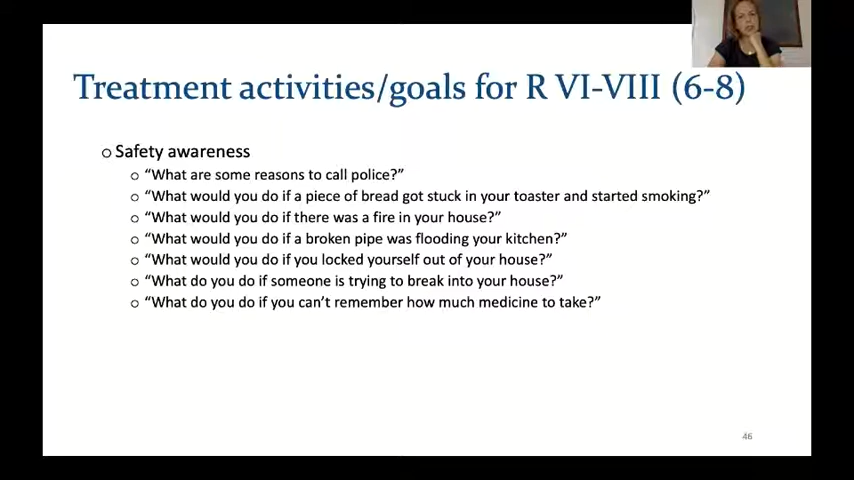 Treatment activities/goals for R VI-VIII (6-8)
o Safety awareness
o “What are some reasons to call police?”
o “What would you do if a piece of bread got stuck in your toaster and started smoking?”
o “What would you do if there was a fire in your house?”
o “What would you do if a broken pipe was flooding your kitchen?”
o “What would you do if you locked yourself out of your house?”
o “What do you do if someone is trying to break into your house?”
o “What do you do if you can’t remember how much medicine to take?”
46